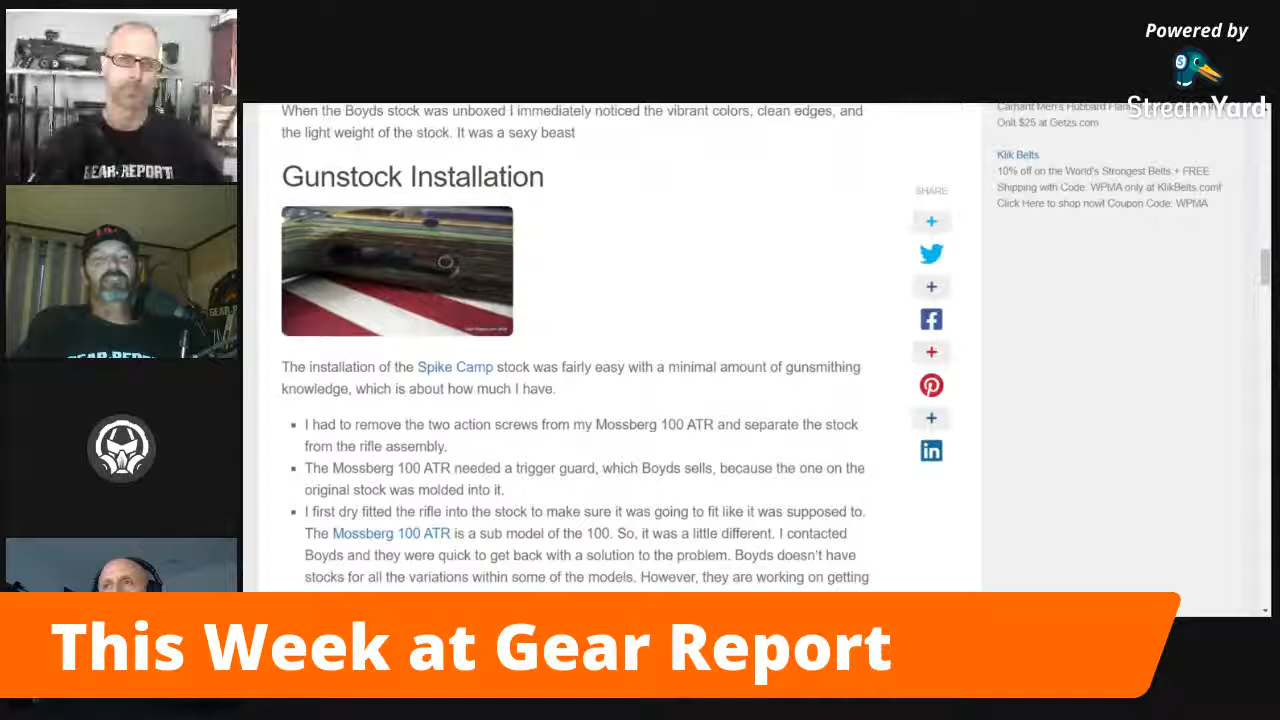 Powered by
StreamYard
GEAR-REPORT
When the Boyds stock was unboxed I immediately noticed the vibrant colors, clean edges, and
the light weight of the stock. It was a sexy beast
Gunstock Installation
The installation of the Spike Camp stock was fairly easy with a minimal amount of gunsmithing
knowledge, which is about how much I have.
I had to remove the two action screws from my Mossberg 100 ATR and separate the stock
from the rifle assembly.
The Mossberg 100 ATR needed a trigger guard, which Boyds sells, because the one on the
original stock was molded into it.
I first dry fitted the rifle into the stock to make sure it was going to fit like it was supposed to.
The Mossberg 100 ATR is a sub model of the 100. So, it was a little different. I contacted
Boyds and they were quick to get back with a solution to the problem. Boyds doesn't have
stocks for all the variations within some of the models. However, they are working on getting
SHARE
Carhartt Men's Hubbard
Onlt $25 at Getzs.com
Klik Belts
10% off on the World's Strongest Belts.+ FREE
Shipping with Code: WPMA only at KlikBelts.com!
Click Here to shop now! Coupon Code: WPMA
This Week at Gear Report